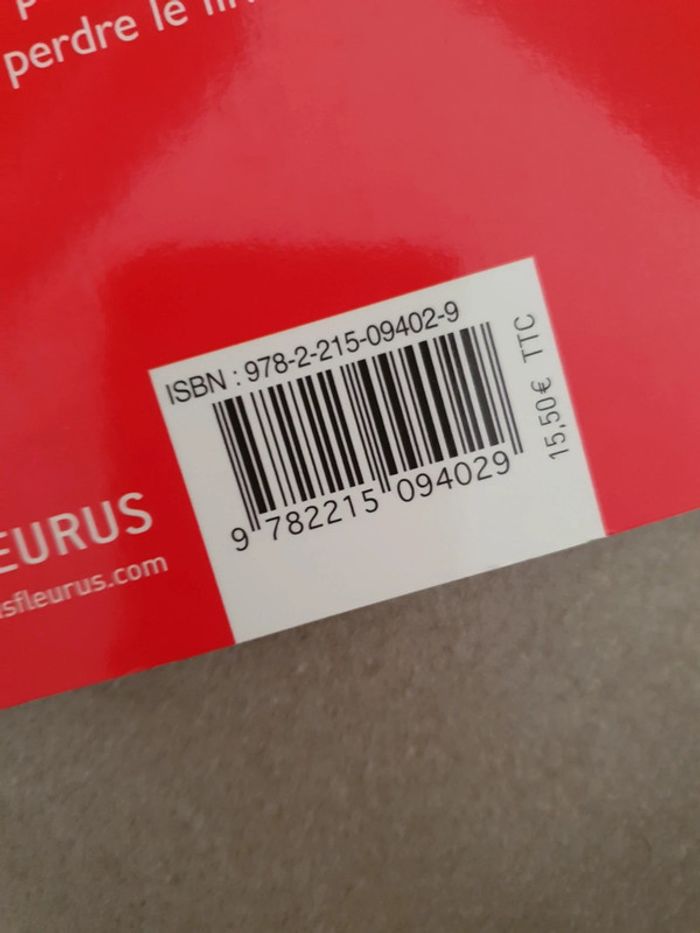 perdre le
ISBN : 978-2-215-09402-9
9 782215 094029
15,50€ TTC
EURUS
sfleurus.com